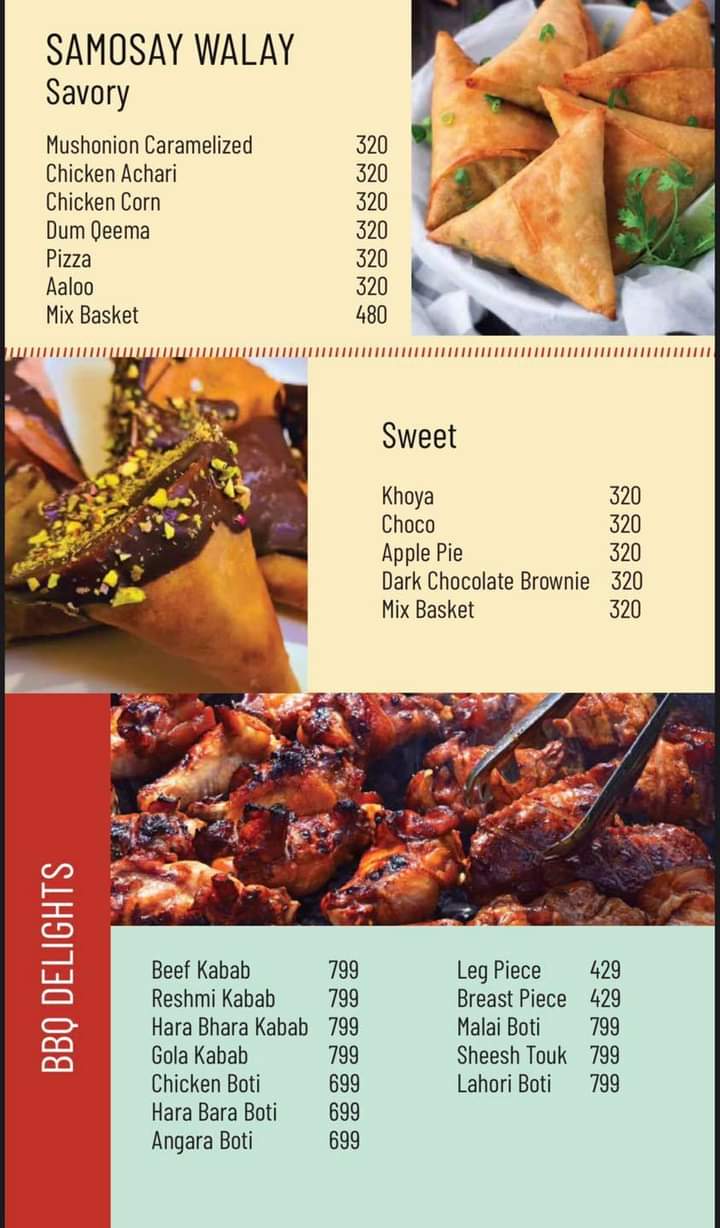 SAMOSAY WALAY
Savory
Mushonion Caramelized 320
Chicken Achari 320
Chicken Corn 320
Dum Qeema 320
Pizza 320
Aaloo 320
Mix Basket 480
Sweet
Khoya 320
Choco 320
Apple Pie 320
Dark Chocolate Brownie 320
Mix Basket 320
BBQ DELIGHTS
Beef Kabab 799
Reshmi Kabab 799
Hara Bhara Kabab 799
Gola Kabab 799
Chicken Boti 699
Hara Bara Boti 699
Angara Boti 699
Leg Piece 429
Breast Piece 429
Malai Boti 799
Sheesh Touk 799
Lahori Boti 799